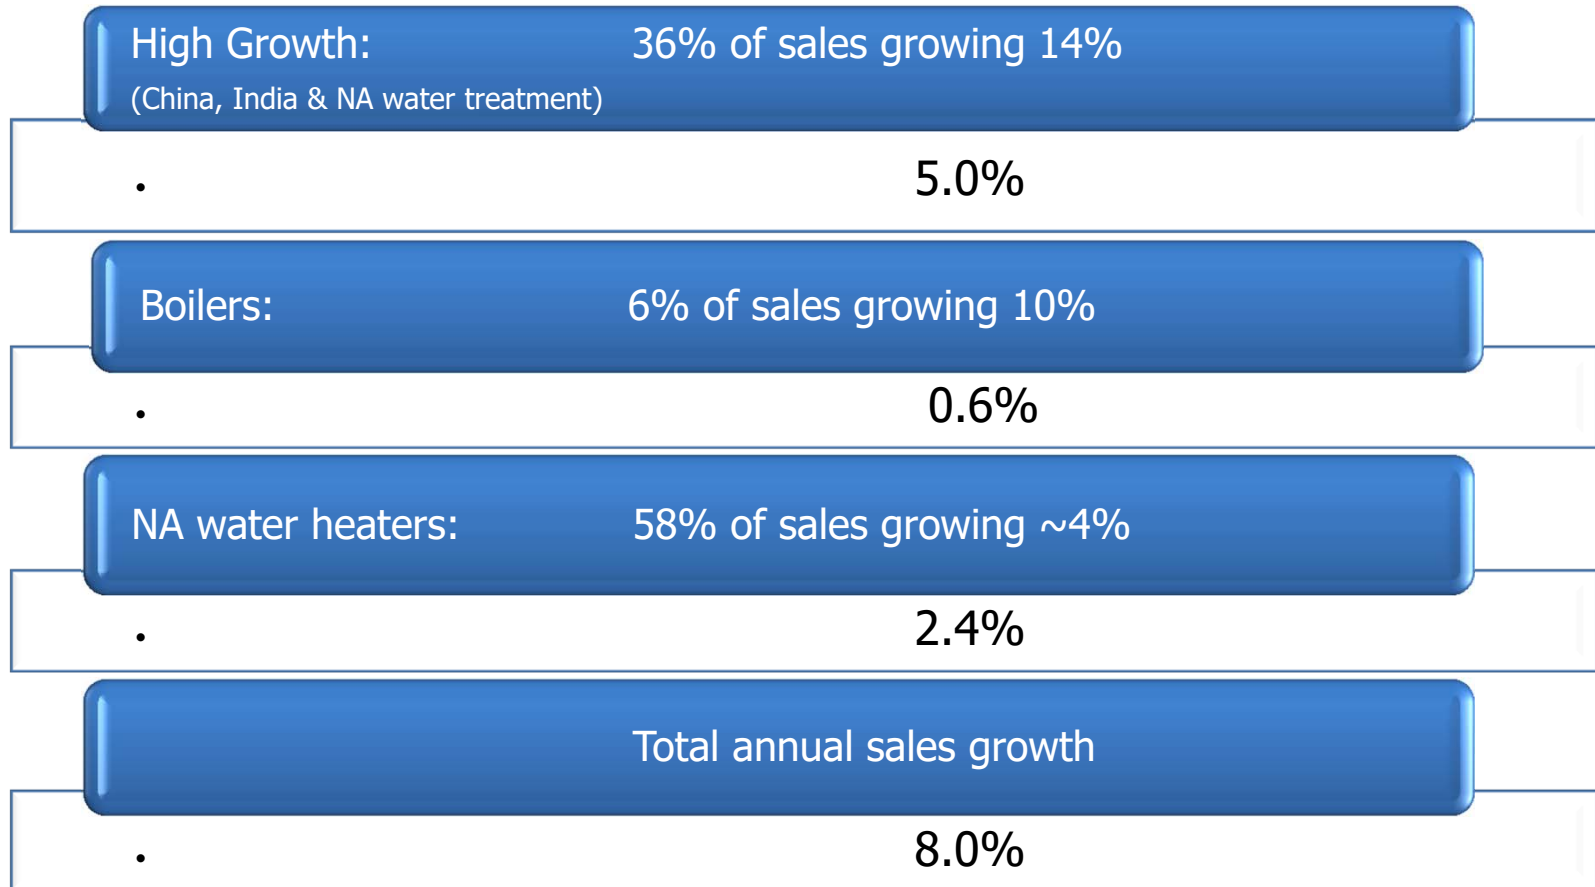 High Growth: 36% of sales growing 14%
(China, India & NA water treatment)
• 5.0%
Boilers: 6% of sales growing 10%
• 0.6%
NA water heaters: 58% of sales growing ~4%
• 2.4%
Total annual sales growth
• 8.0%